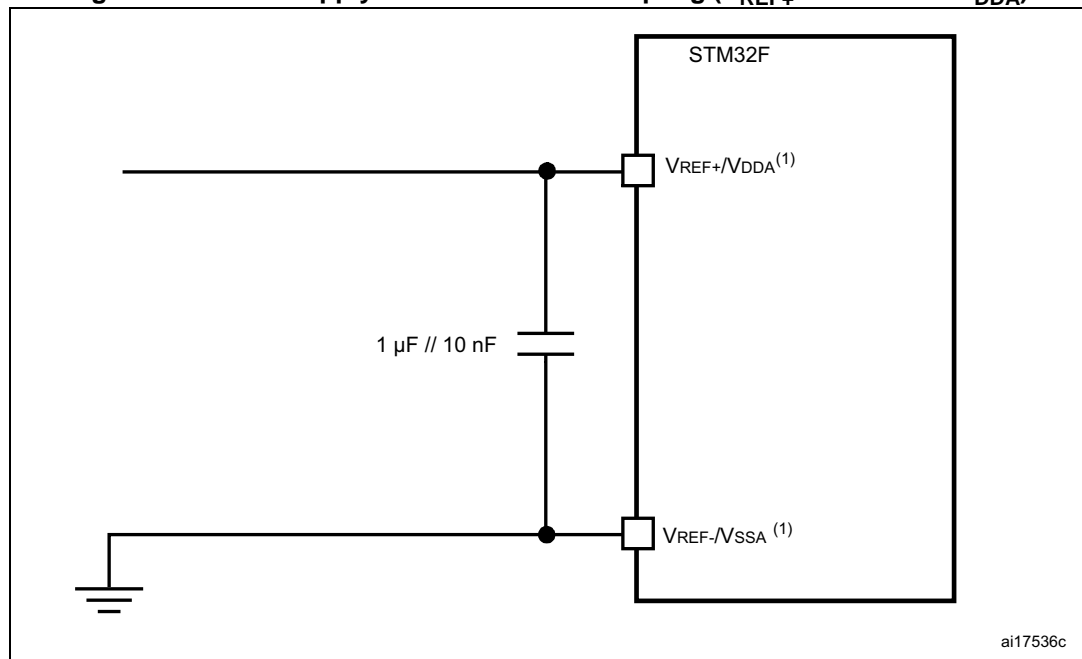 STM32F
VREF+/VDDA(1)
1 µF // 10 nF
VREF-/VSSA (1)
ai17536c